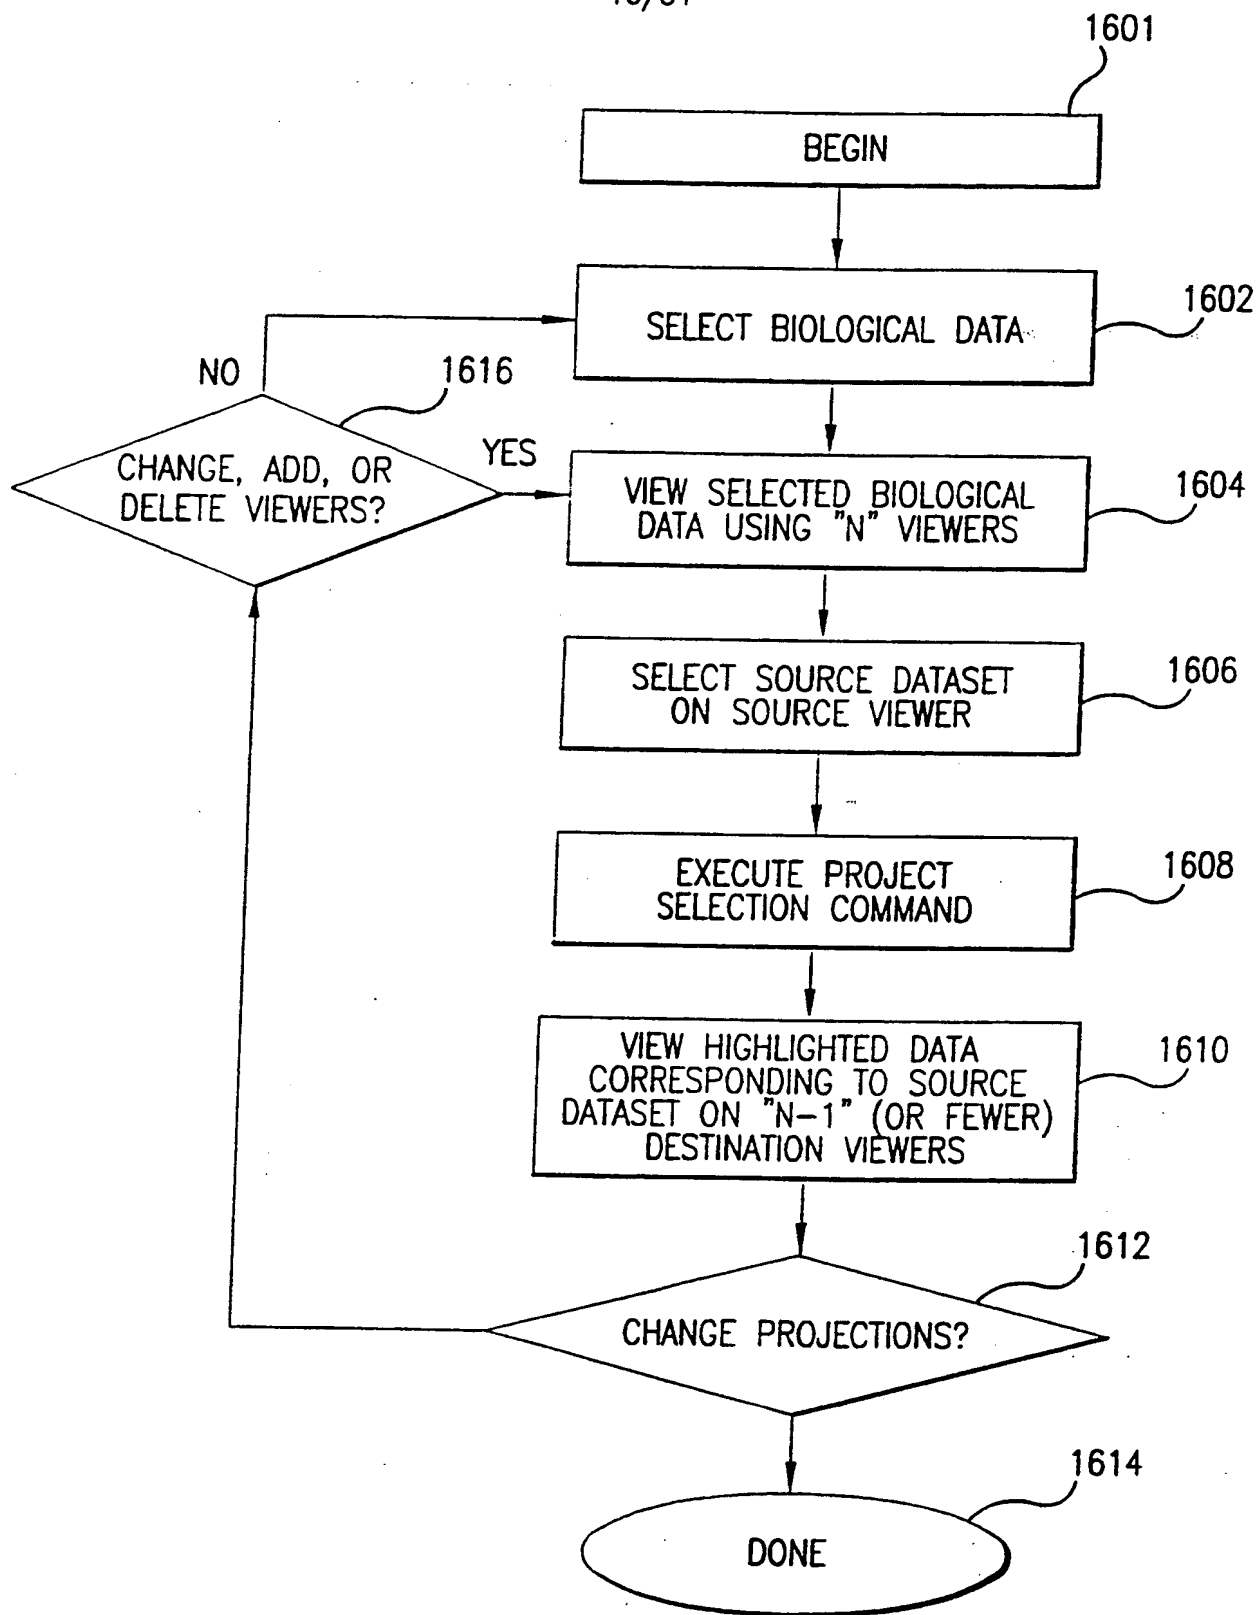 1601
BEGIN
1602
SELECT BIOLOGICAL DATA
NO
1616
CHANGE, ADD, OR
DELETE VIEWERS?
YES
1604
VIEW SELECTED BIOLOGICAL
DATA USING "N" VIEWERS
1606
SELECT SOURCE DATASET
ON SOURCE VIEWER
1608
EXECUTE PROJECT
SELECTION COMMAND
1610
VIEW HIGHLIGHTED DATA
CORRESPONDING TO SOURCE
DATASET ON "N-1" (OR FEWER)
DESTINATION VIEWERS
1612
CHANGE PROJECTIONS?
1614
DONE